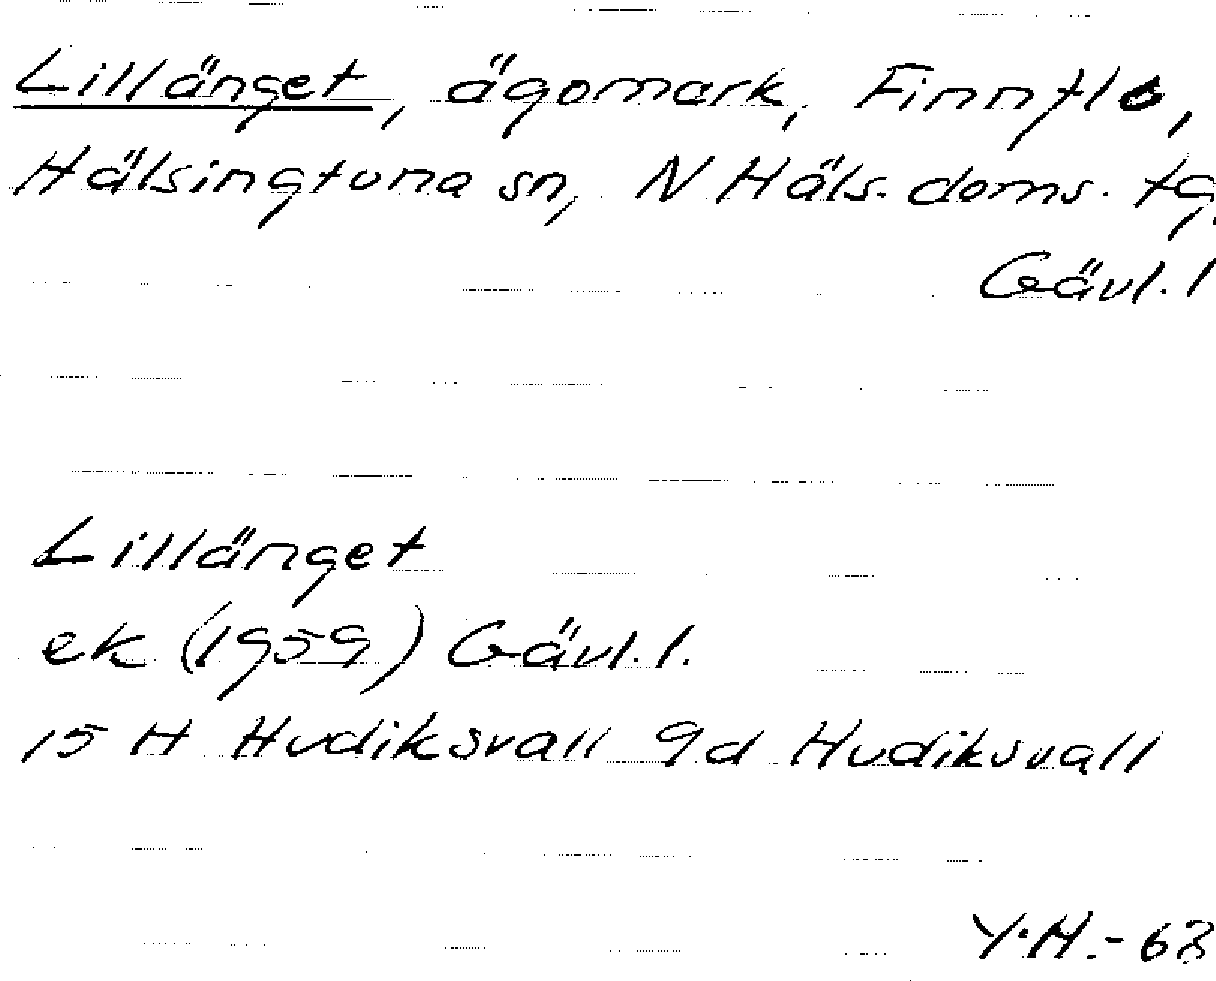 Lillänget, ägomark, Finnflo,
Hälsingtuna sn, N Häls. doms. tg,
Gävl. l
Lillänget
ek (1959) Gävl. l.
15 H Hudiksvall 9d Hudiksvall
Y.H.-68